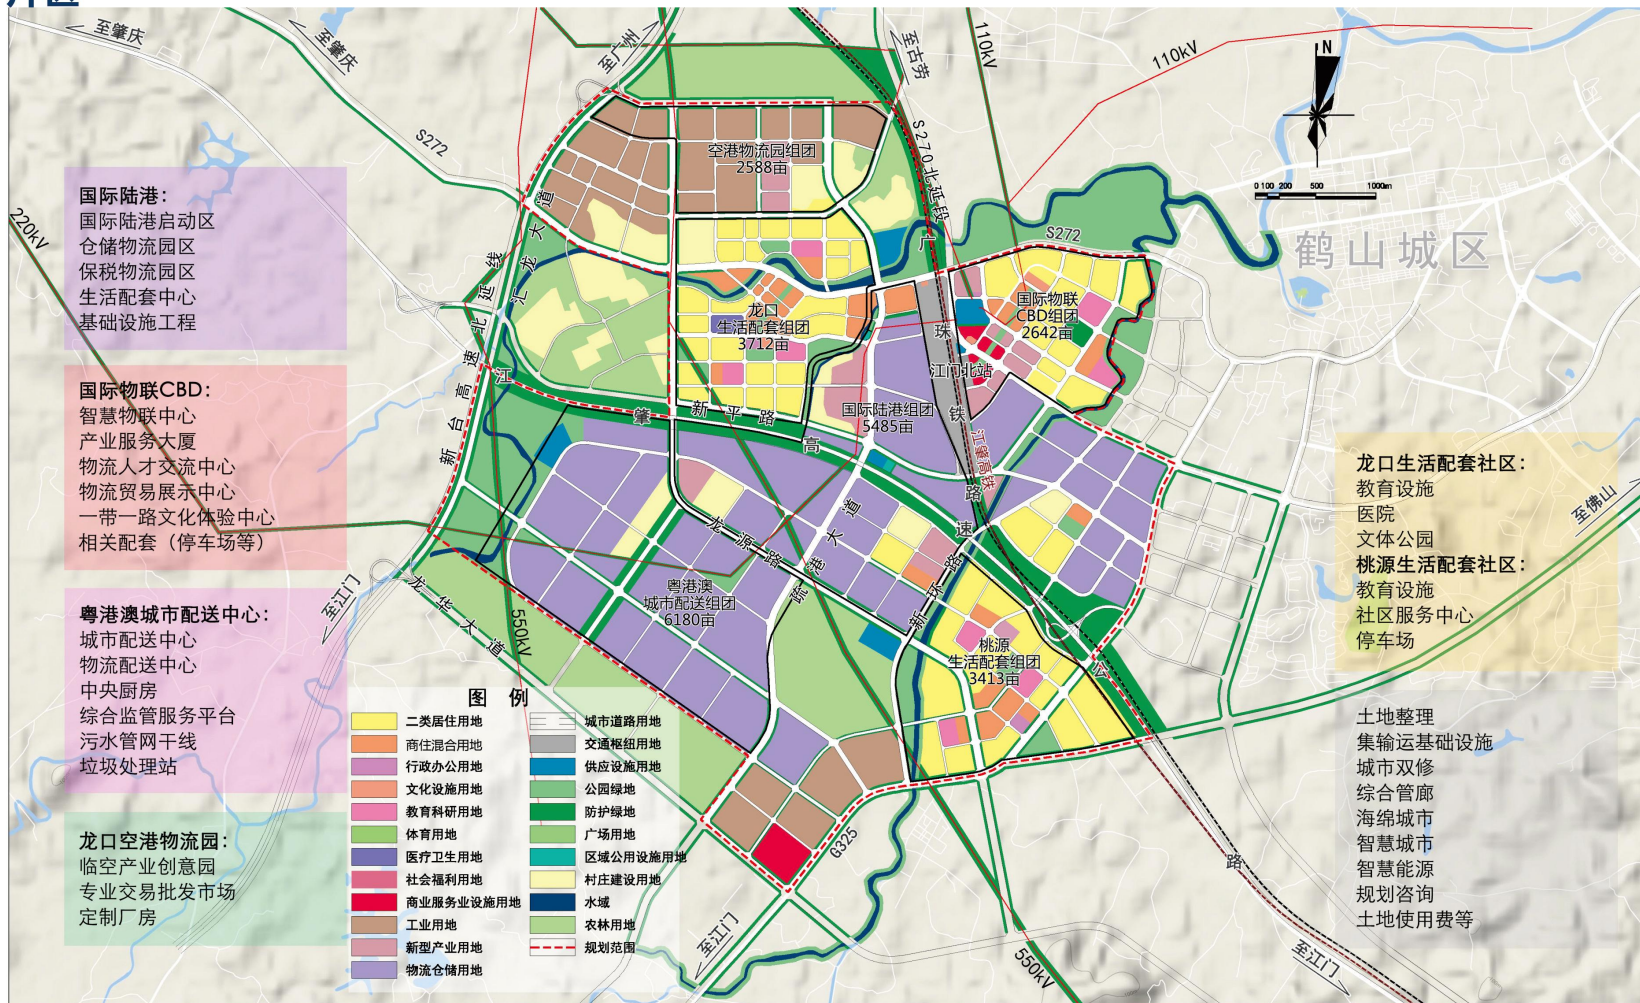 至肇庆
至肇庆
至广州
至古劳
110kV
110kV
N
0 100 200 500 1000m
S272
S270北延段
220kV
空港物流园组团
2588亩
国际陆港：
国际陆港启动区
仓储物流园区
保税物流园区
生活配套中心
基础设施工程
汇龙大道
新台高速北延线
S272
鹤山城区
龙口
生活配套组团
3712亩
国际物联
CBD组团
2642亩
江门北站
国际陆港组团
5485亩
新平路
江肇高速公路
广珠铁路
江肇高铁
国际物联CBD：
智慧物联中心
产业服务大厦
物流人才交流中心
物流贸易展示中心
一带一路文化体验中心
相关配套（停车场等）
龙源路
疏港大道
新环路
粤港澳
城市配送组团
6180亩
桃源
生活配套组团
3413亩
至佛山
龙口生活配套社区：
教育设施
医院
文体公园
桃源生活配套社区：
教育设施
社区服务中心
停车场
至江门
龙华大道
550kV
粤港澳城市配送中心：
城市配送中心
物流配送中心
中央厨房
综合监管服务平台
污水管网干线
垃圾处理站
龙口空港物流园：
临空产业创意园
专业交易批发市场
定制厂房
图 例
二类居住用地
商住混合用地
行政办公用地
文化设施用地
教育科研用地
体育用地
医疗卫生用地
社会福利用地
商业服务业设施用地
工业用地
新型产业用地
物流仓储用地
城市道路用地
交通枢纽用地
供应设施用地
公园绿地
防护绿地
广场用地
区域公用设施用地
村庄建设用地
水域
农林用地
规划范围
G325
至江门
550kV
至江门
土地整理
集输运基础设施
城市双修
综合管廊
海绵城市
智慧城市
智慧能源
规划咨询
土地使用费等